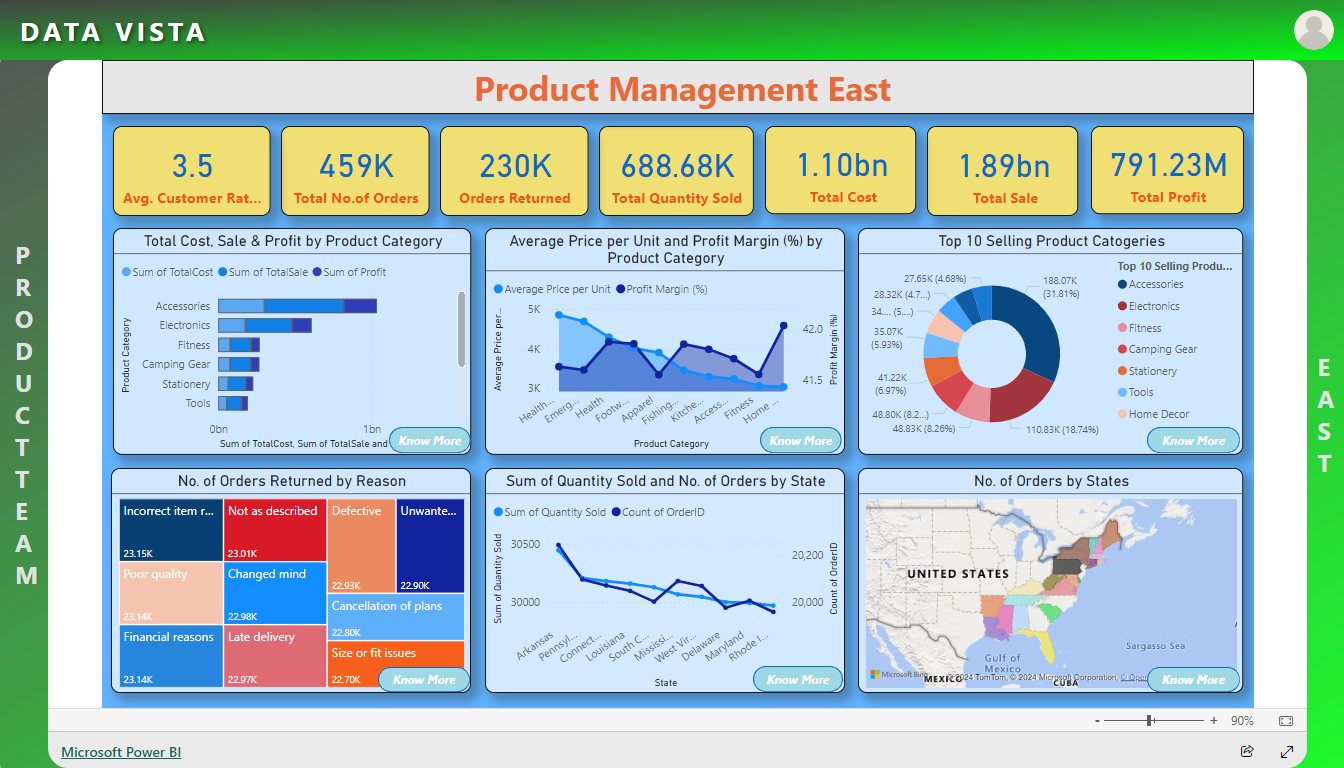 DATA VISTA
PRODUCT TEAM
EAST
Product Management East
3.5
Avg. Customer Rat...
459K
Total No.of Orders
230K
Orders Returned
688.68K
Total Quantity Sold
1.10bn
Total Cost
1.89bn
Total Sale
791.23M
Total Profit
Total Cost, Sale & Profit by Product Category
Sum of TotalCost Sum of TotalSale Sum of Profit
Product Category
Accessories
Electronics
Fitness
Camping Gear
Stationery
Tools
0bn 1bn
Sum of TotalCost, Sum of TotalSale and
Know More
Average Price per Unit and Profit Margin (%) by
Product Category
Average Price per Unit Profit Margin (%)
Average Price per...
5K
4K
3K
42.0
41.5
Profit Margin (%)
Health...
Emerg...
Health
Footw...
Apparel
Fishing...
Kitche...
Access...
Fitness
Home ...
Product Category
Know More
Top 10 Selling Product Catogeries
27.65K (4.68%)
28.32K (4.7...)
34.... (5....)
35.07K
(5.93%)
41.22K
(6.97%)
48.80K (8.2...)
48.83K (8.26%)
110.83K (18.74%)
188.07K
(31.81%)
Top 10 Selling Produ...
Accessories
Electronics
Fitness
Camping Gear
Stationery
Tools
Home Decor
Know More
No. of Orders Returned by Reason
Incorrect item r...
23.15K
Poor quality
23.14K
Financial reasons
23.14K
Not as described
23.01K
Changed mind
22.98K
Late delivery
22.97K
Defective
22.93K
Unwante...
22.90K
Cancellation of plans
22.80K
Size or fit issues
22.70K
Know More
Sum of Quantity Sold and No. of Orders by State
Sum of Quantity Sold Count of OrderID
Sum of Quantity Sold
30500
30000
20,200
20,000
Count of OrderID
Arkansas
Pennsyl...
Connect...
Louisiana
South C...
Mississi...
West Vir...
Delaware
Maryland
Rhode I...
State
Know More
No. of Orders by States
UNITED STATES
Sargasso Sea
Gulf of
Mexico
MEXICO
CUBA
Microsoft Bing
© 2024 TomTom, © 2024 Microsoft Corporation, © Open
Know More
- + 90%
Microsoft Power BI